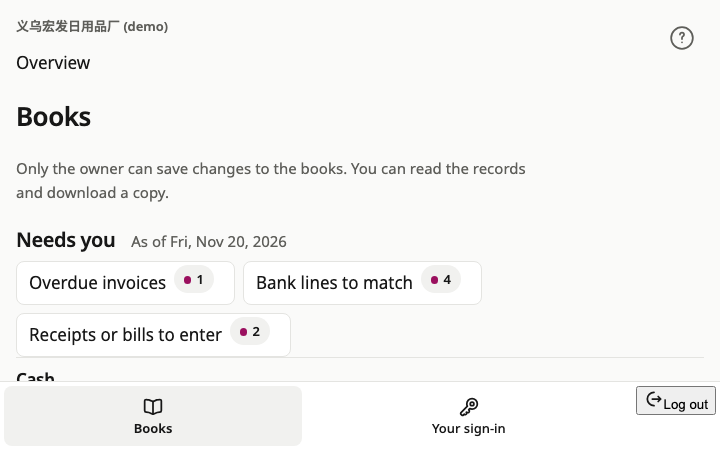 义乌宏发日用品厂 (demo)
Overview
Books
Only the owner can save changes to the books. You can read the records
and download a copy.
Needs you As of Fri, Nov 20, 2026
Overdue invoices 1
Bank lines to match 4
Receipts or bills to enter 2
Cash
Books
Your sign-in
Log out